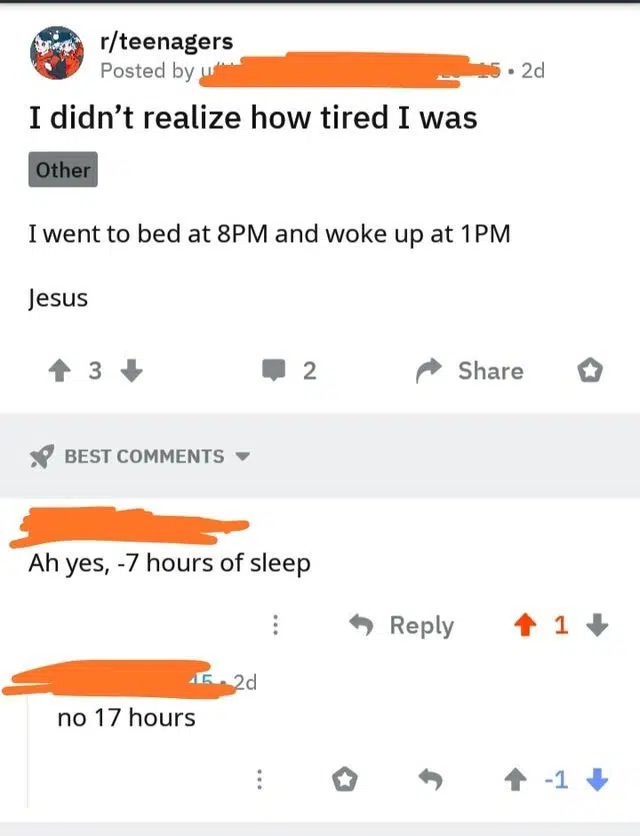 r/teenagers
Posted by u/ 15 • 2d
I didn't realize how tired I was
Other
I went to bed at 8PM and woke up at 1PM
Jesus
3 2 Share
BEST COMMENTS
Ah yes, -7 hours of sleep
Reply 1
15 • 2d
no 17 hours
-1